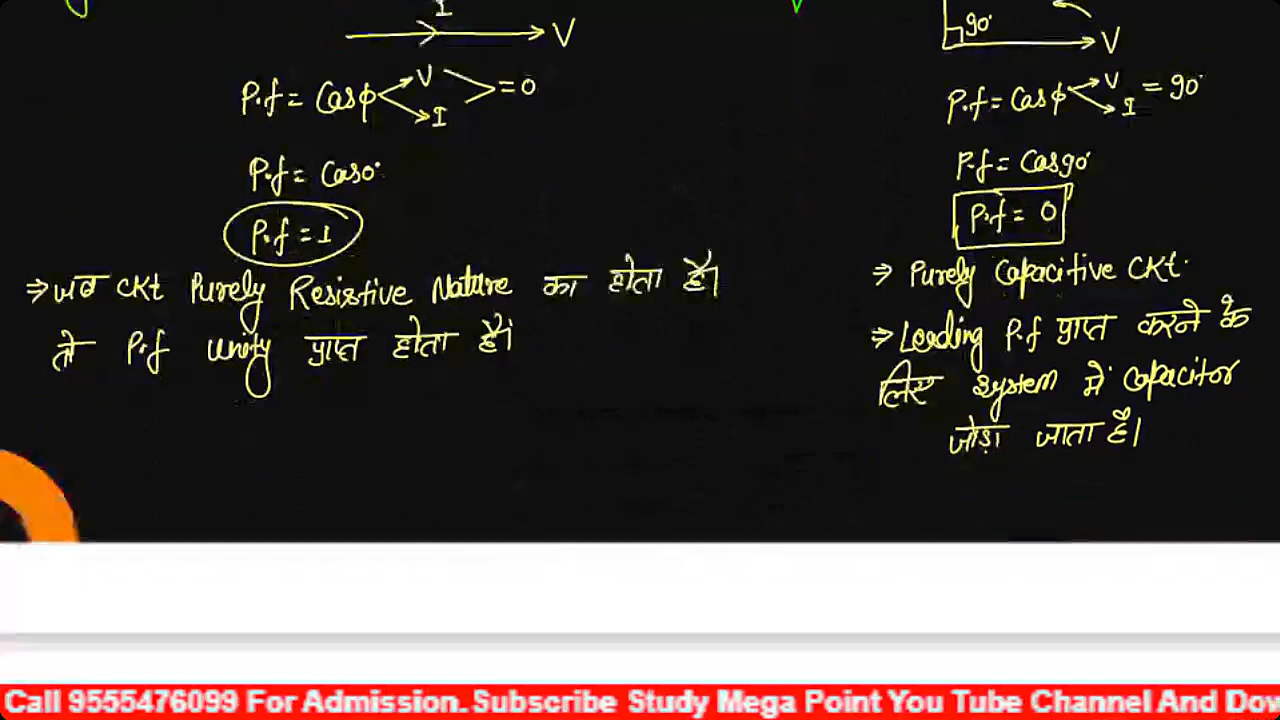 I
V
P.f = Cosφ V I = 0
P.f = Cos0°
P.f = 1
⇒ जब CKt Purely Resistive Nature का होता है।
तो P.f unity प्राप्त होता है।
90°
V
P.f = Cosφ V I = 90°
P.f = Cos90
P.f = 0
⇒ Purely Capacitive CKt.
⇒ Leading P.f प्राप्त करने के
लिए System में Capacitor
जोड़ा जाता है।
Call 9555476099 For Admission.Subscribe Study Mega Point You Tube Channel And Dow